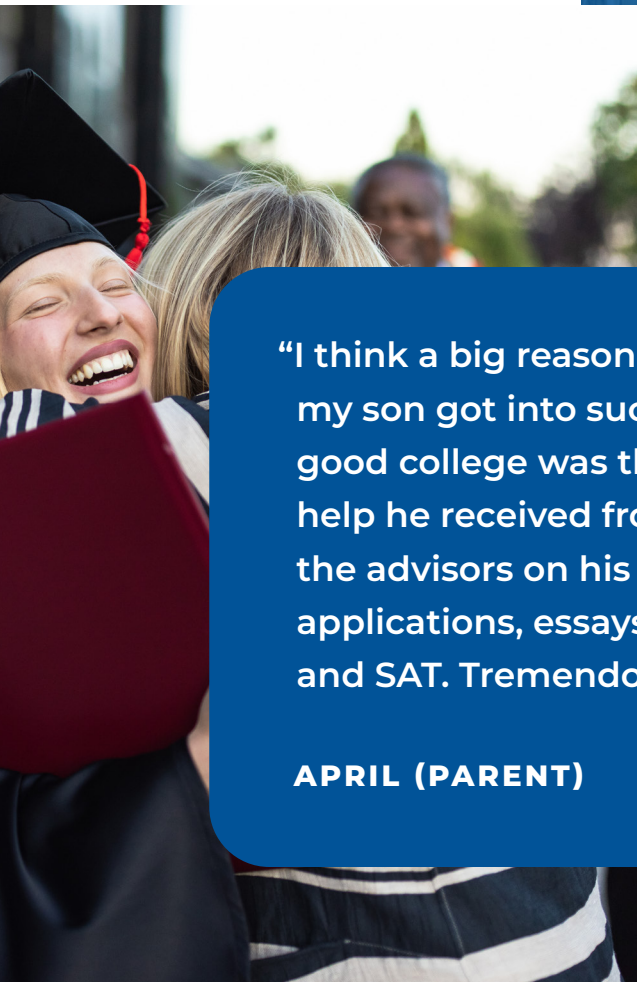 “I think a big reason
my son got into
good college was
help he received
the advisors on his
applications,
and SAT.
APRIL (PARENT)